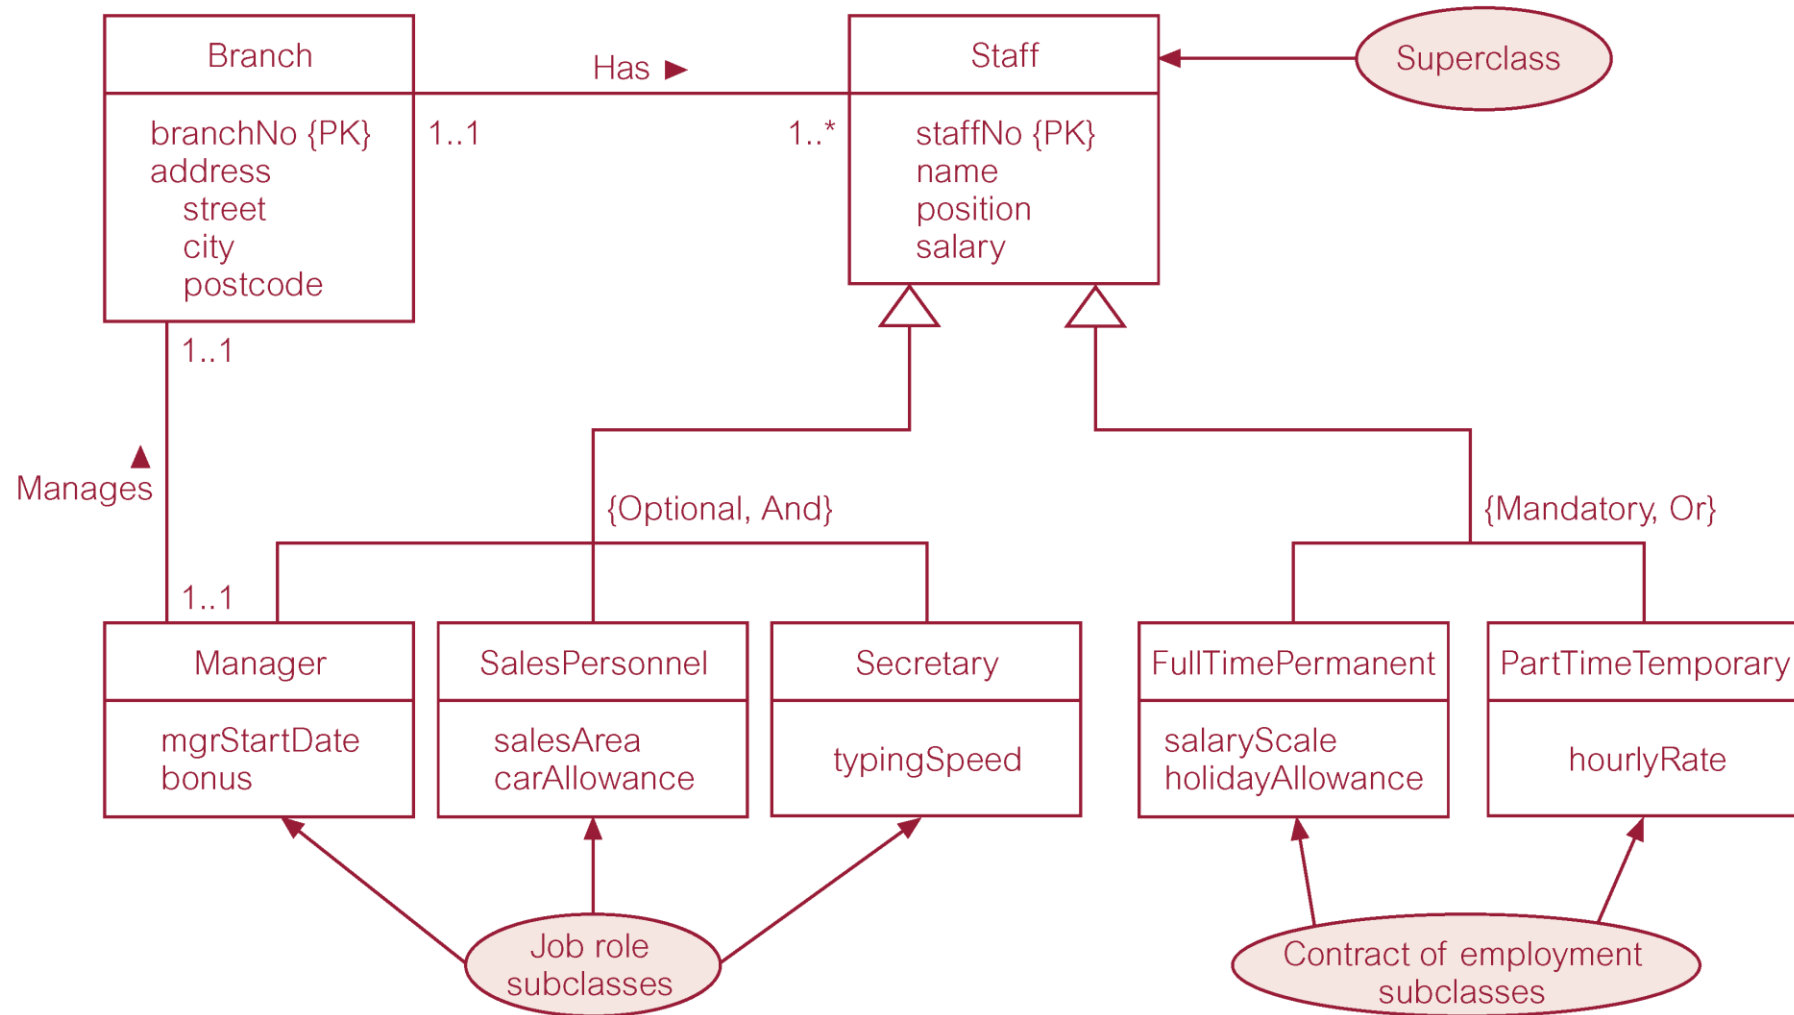 Branch
Has ►
Staff
Superclass
branchNo {PK}
address
street
city
postcode
1..1
1..*
staffNo {PK}
name
position
salary
1..1
▲
Manages
{Optional, And}
{Mandatory, Or}
1..1
Manager
mgrStartDate
bonus
SalesPersonnel
salesArea
carAllowance
Secretary
typingSpeed
FullTimePermanent
salaryScale
holidayAllowance
PartTimeTemporary
hourlyRate
Job role
subclasses
Contract of employment
subclasses